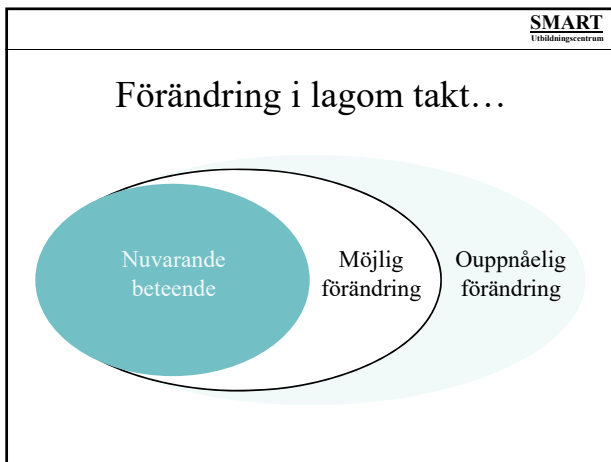 SMART
Utbildningscentrum
Förändring i lagom takt…
Nuvarande
beteende
Möjlig
förändring
Ouppnåelig
förändring